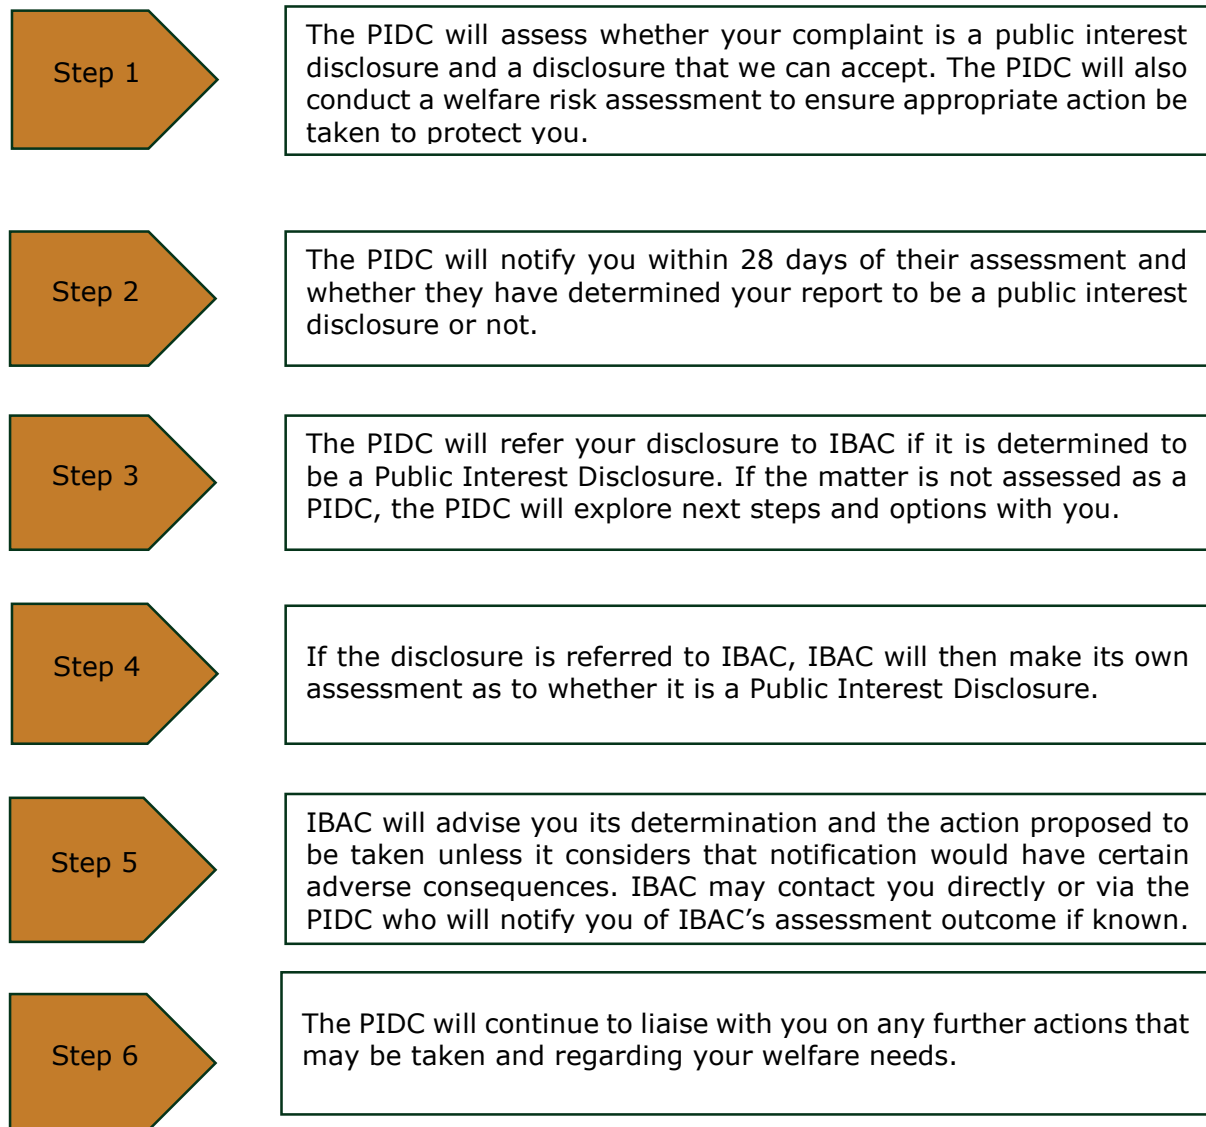 Step 1
The PIDC will assess whether your complaint is a public interest
disclosure and a disclosure that we can accept. The PIDC will also
conduct a welfare risk assessment to ensure appropriate action be
taken to protect you.
Step 2
The PIDC will notify you within 28 days of their assessment and
whether they have determined your report to be a public interest
disclosure or not.
Step 3
The PIDC will refer your disclosure to IBAC if it is determined to
be a Public Interest Disclosure. If the matter is not assessed as a
PIDC, the PIDC will explore next steps and options with you.
Step 4
If the disclosure is referred to IBAC, IBAC will then make its own
assessment as to whether it is a Public Interest Disclosure.
Step 5
IBAC will advise you its determination and the action proposed to
be taken unless it considers that notification would have certain
adverse consequences. IBAC may contact you directly or via the
PIDC who will notify you of IBAC’s assessment outcome if known.
Step 6
The PIDC will continue to liaise with you on any further actions that
may be taken and regarding your welfare needs.